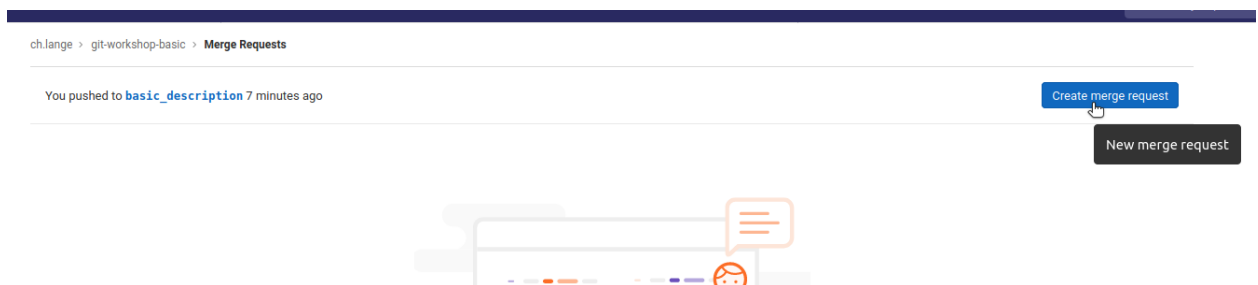 ch.lange > git-workshop-basic > Merge Requests
You pushed to basic_description 7 minutes ago
Create merge request
New merge request